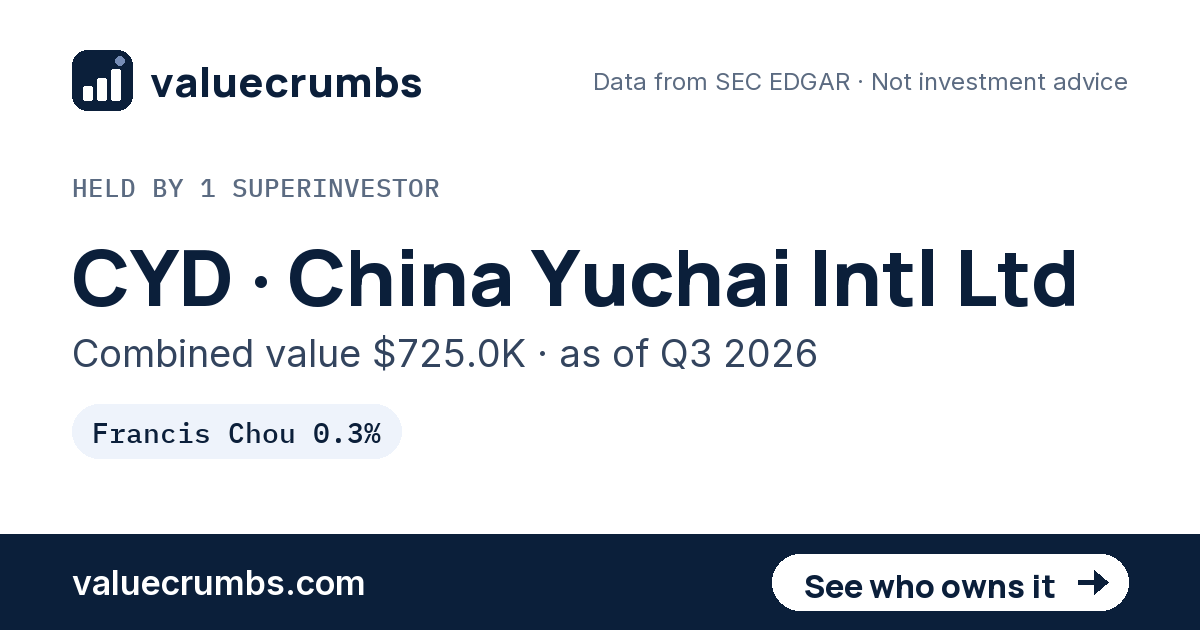 valuecrumbs
Data from SEC EDGAR · Not investment advice
HELD BY 1 SUPERINVESTOR
CYD · China Yuchai Intl Ltd
Combined value $725.0K · as of Q3 2026
Francis Chou 0.3%
valuecrumbs.com
See who owns it →